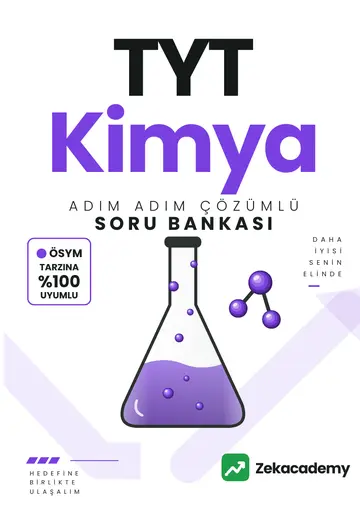 TYT
Kimya
ADIM ADIM ÇÖZÜMLÜ
SORU BANKASI
ÖSYM
TARZINA
%100
UYUMLU
DAHA
İYİSİ
SENİN
ELİNDE
HEDEFİNE
BİRLİKTE
ULAŞALIM
Zekacademy